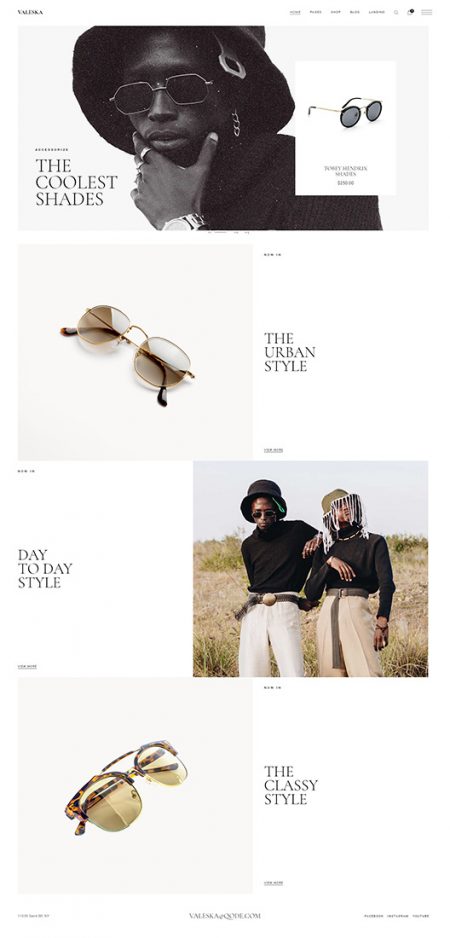 VALESKA
HOME PAGES SHOP BLOG LANDING
ACCESSORIZE
THE
COOLEST
SHADES
TOMFY HENDRIX
SHADES
$250.00
NOW IN
THE
URBAN
STYLE
VIEW MORE
NOW IN
DAY
TO DAY
STYLE
VIEW MORE
NOW IN
THE
CLASSY
STYLE
VIEW MORE
VALESKA@QODE.COM
FACEBOOK INSTAGRAM YOUTUBE